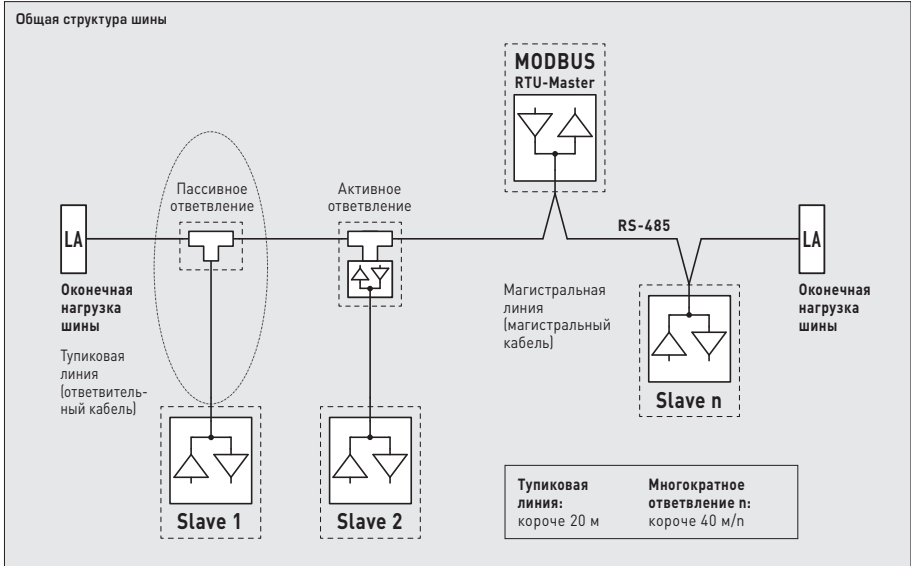 Общая структура шины
MODBUS
RTU-Master
Пассивное
ответвление
Активное
ответвление
RS-485
LA
LA
Оконечная
нагрузка
шины
Тупиковая
линия
(ответвитель-
ный кабель)
Магистральная
линия
(магистральный
кабель)
Оконечная
нагрузка
шины
Slave n
Slave 1
Slave 2
Тупиковая
линия:
короче 20 м
Многократное
ответвление n:
короче 40 м/n